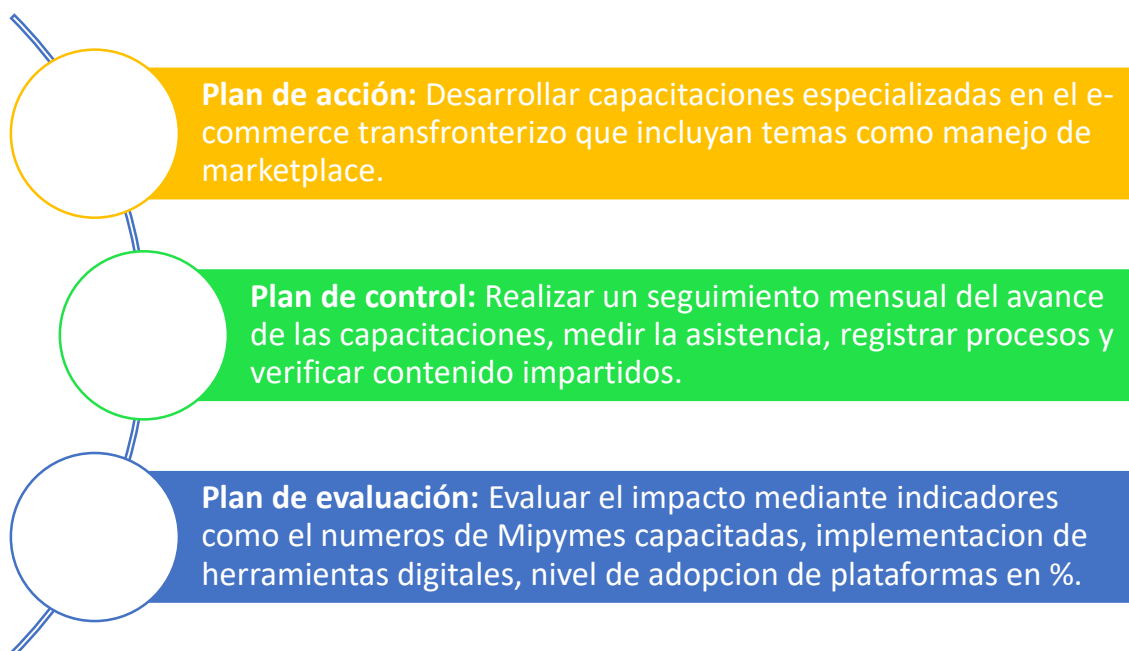 Plan de acción: Desarrollar capacitaciones especializadas en el e-
commerce transfronterizo que incluyan temas como manejo de
marketplace.
Plan de control: Realizar un seguimiento mensual del avance
de las capacitaciones, medir la asistencia, registrar procesos y
verificar contenido impartidos.
Plan de evaluación: Evaluar el impacto mediante indicadores
como el numeros de Mipymes capacitadas, implementacion de
herramientas digitales, nivel de adopcion de plataformas en %.